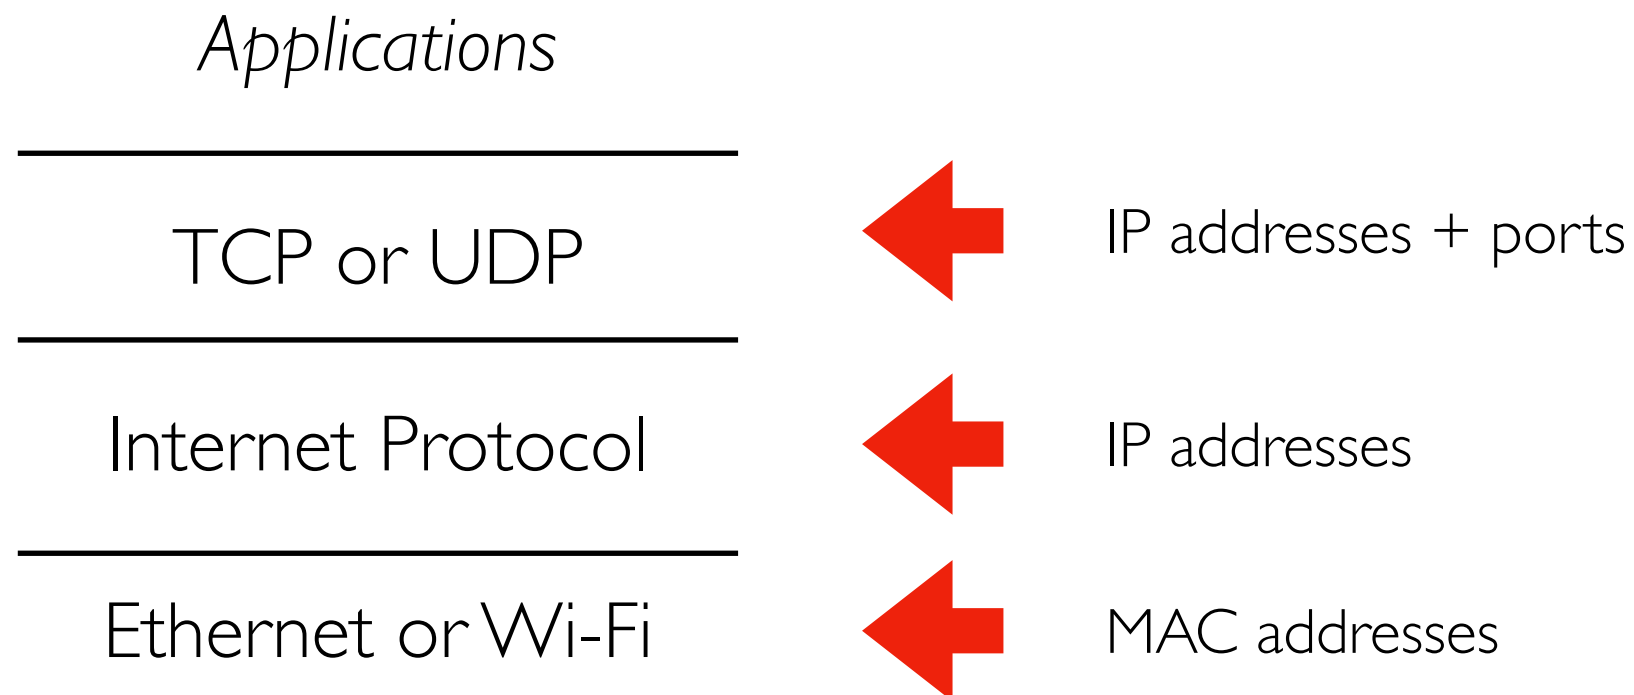 Applications
TCP or UDP
IP addresses + ports
Internet Protocol
IP addresses
Ethernet or Wi-Fi
MAC addresses